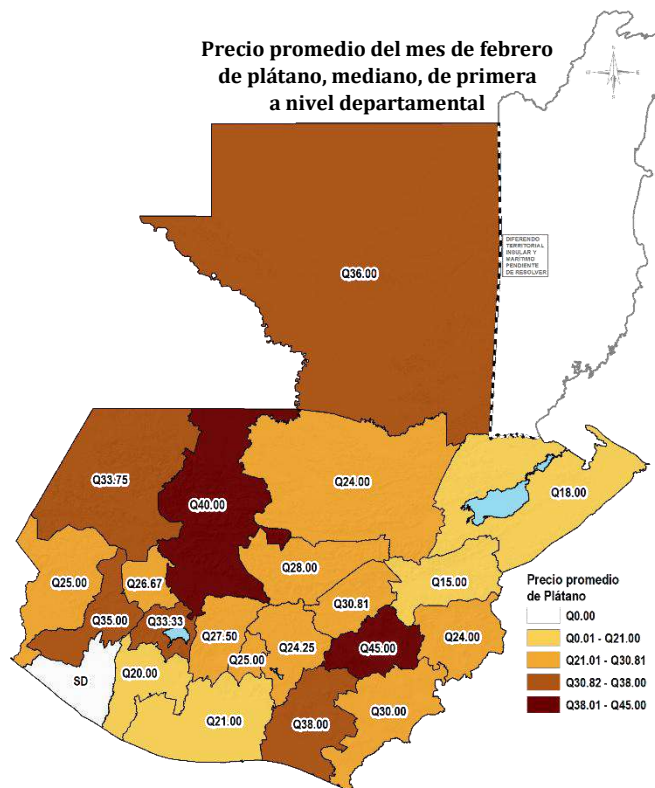 Precio promedio del mes de febrero
de plátano, mediano, de primera
a nivel departamental
N
W
E
S
DIFERENDO
TERRITORIAL
INSULAR Y
MARÍTIMO
PENDIENTE
DE RESOLVER
Q36.00
Q33.75
Q40.00
Q24.00
Q18.00
Q25.00
Q26.67
Q28.00
Q15.00
Q35.00
Q33.33
Q27.50
Q30.81
Q25.00
Q24.25
Q45.00
Q24.00
SD
Q20.00
Q21.00
Q38.00
Q30.00
Precio promedio
de Plátano
Q0.00
Q0.01 - Q21.00
Q21.01 - Q30.81
Q30.82 - Q38.00
Q38.01 - Q45.00